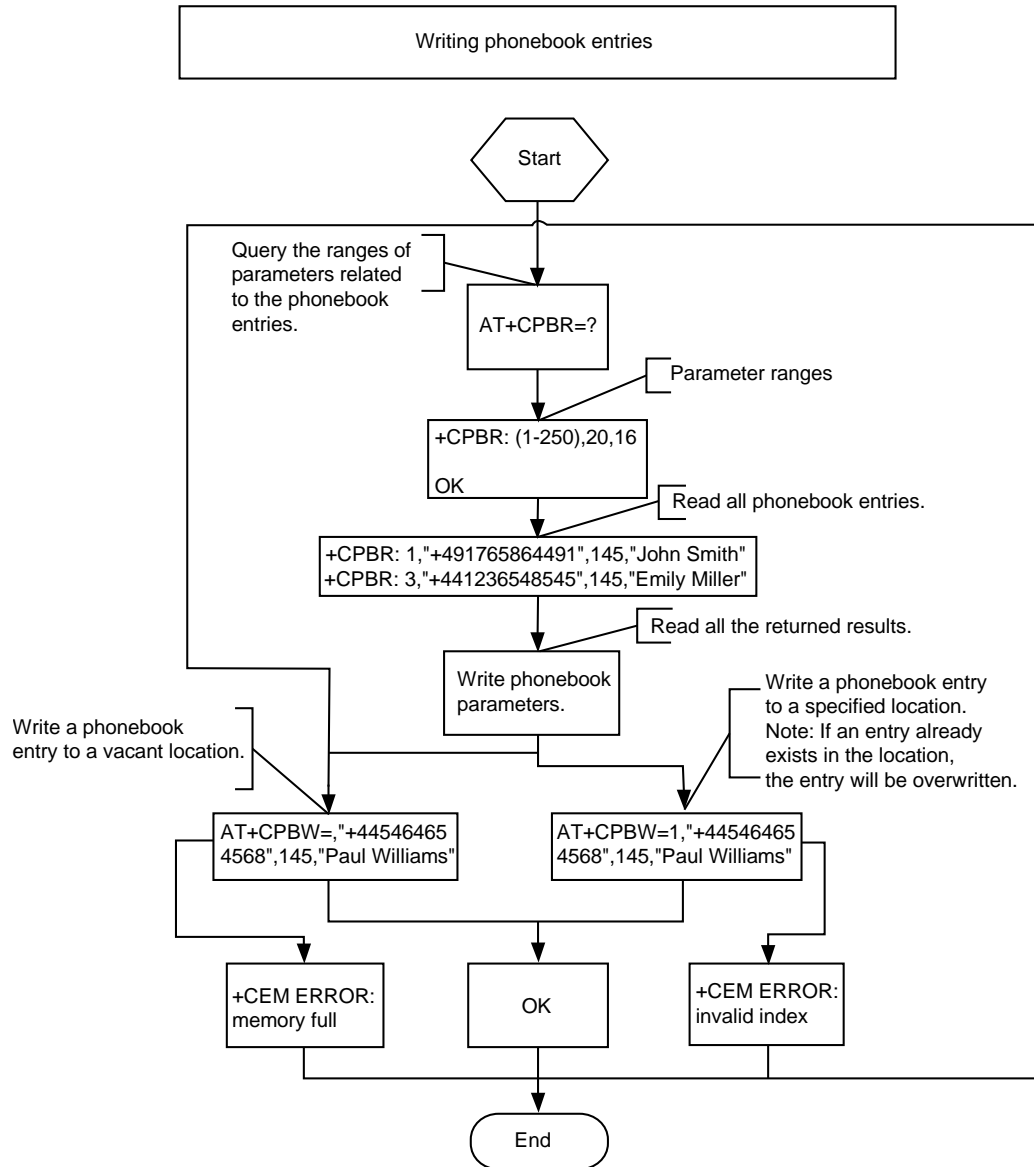 Writing phonebook entries
Start
Query the ranges of
parameters related
to the phonebook
entries.
AT+CPBR=?
Parameter ranges
+CPBR: (1-250),20,16
OK
Read all phonebook entries.
+CPBR: 1,"+491765864491",145,"John Smith"
+CPBR: 3,"+441236548545",145,"Emily Miller"
Read all the returned results.
Write phonebook
parameters.
Write a phonebook
entry to a vacant location.
Write a phonebook entry
to a specified location.
Note: If an entry already
exists in the location,
the entry will be overwritten.
AT+CPBW=,"+44546465
4568",145,"Paul Williams"
AT+CPBW=1,"+44546465
4568",145,"Paul Williams"
+CEM ERROR:
memory full
OK
+CEM ERROR:
invalid index
End